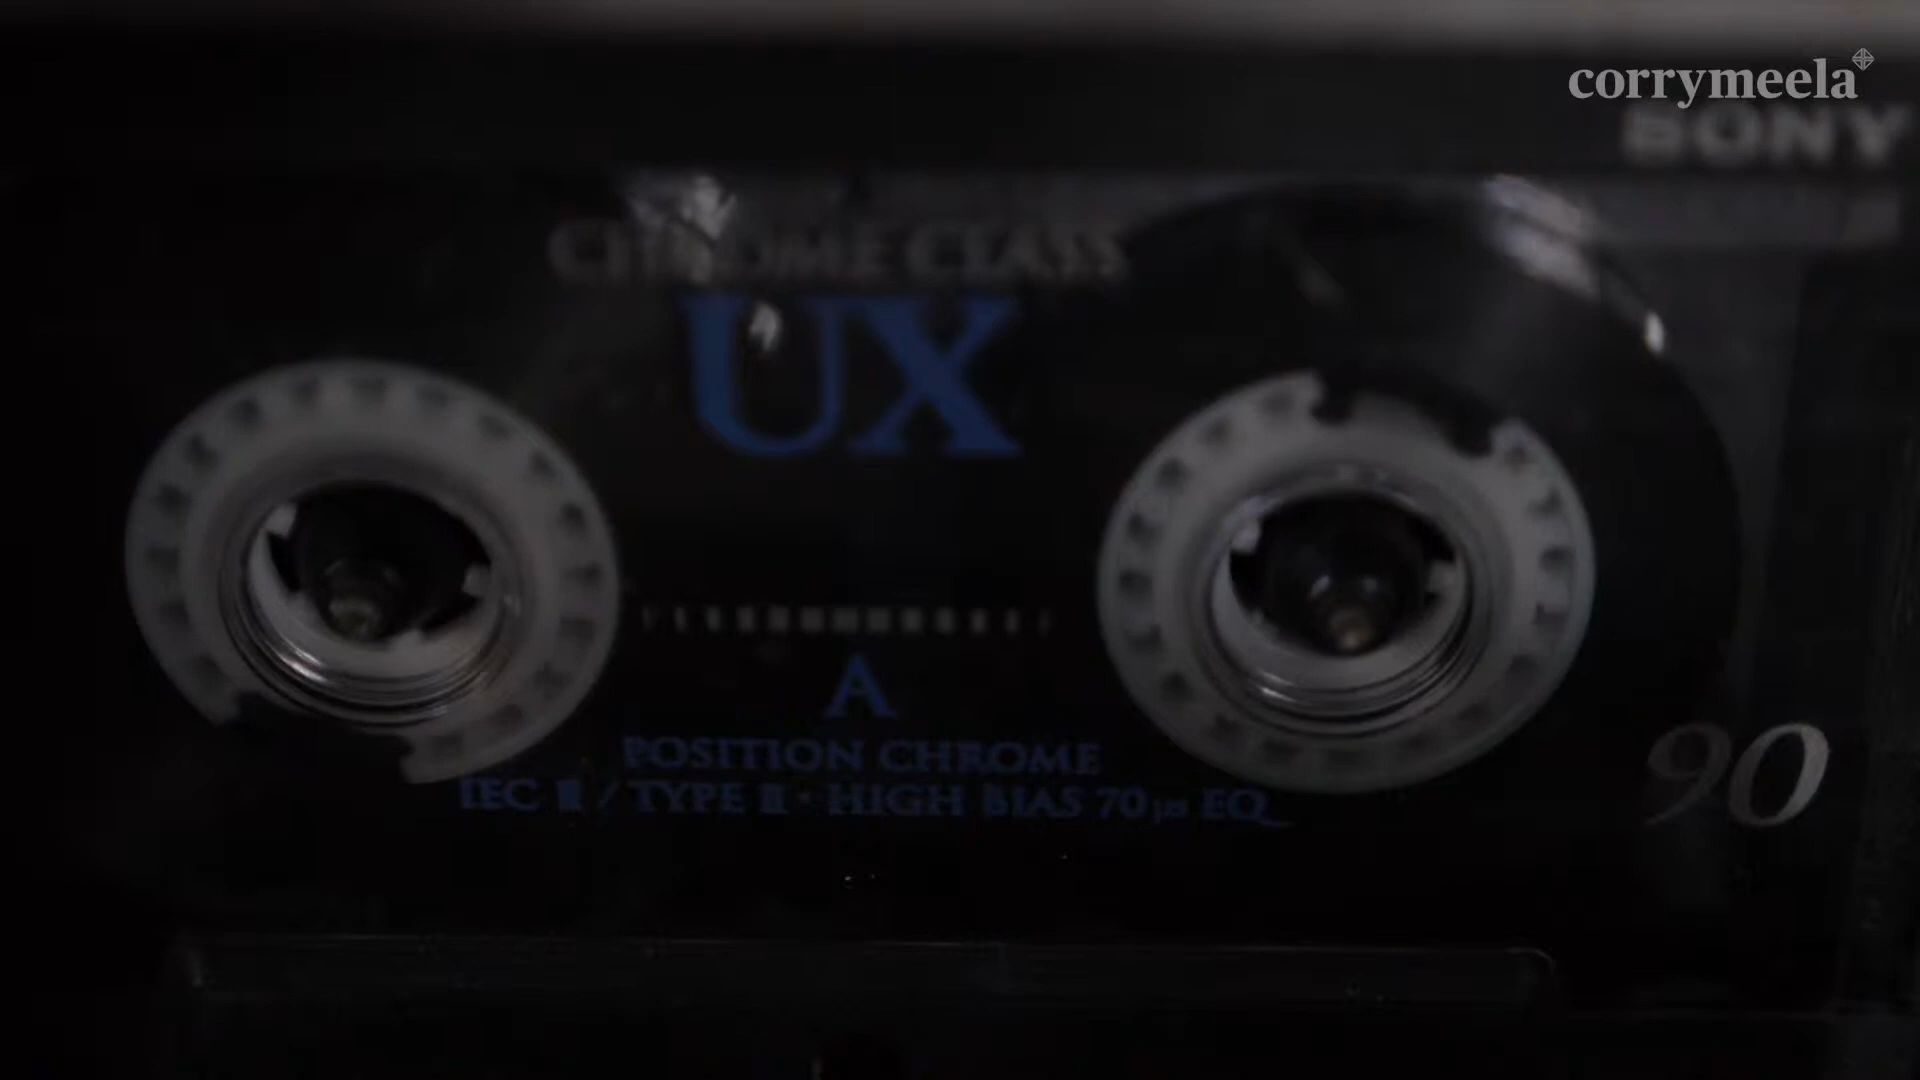 corrymeela
SONY
CHROME CLASS
UX
A
POSITION CHROME
IEC II / TYPE II · HIGH BIAS 70µs EQ
90